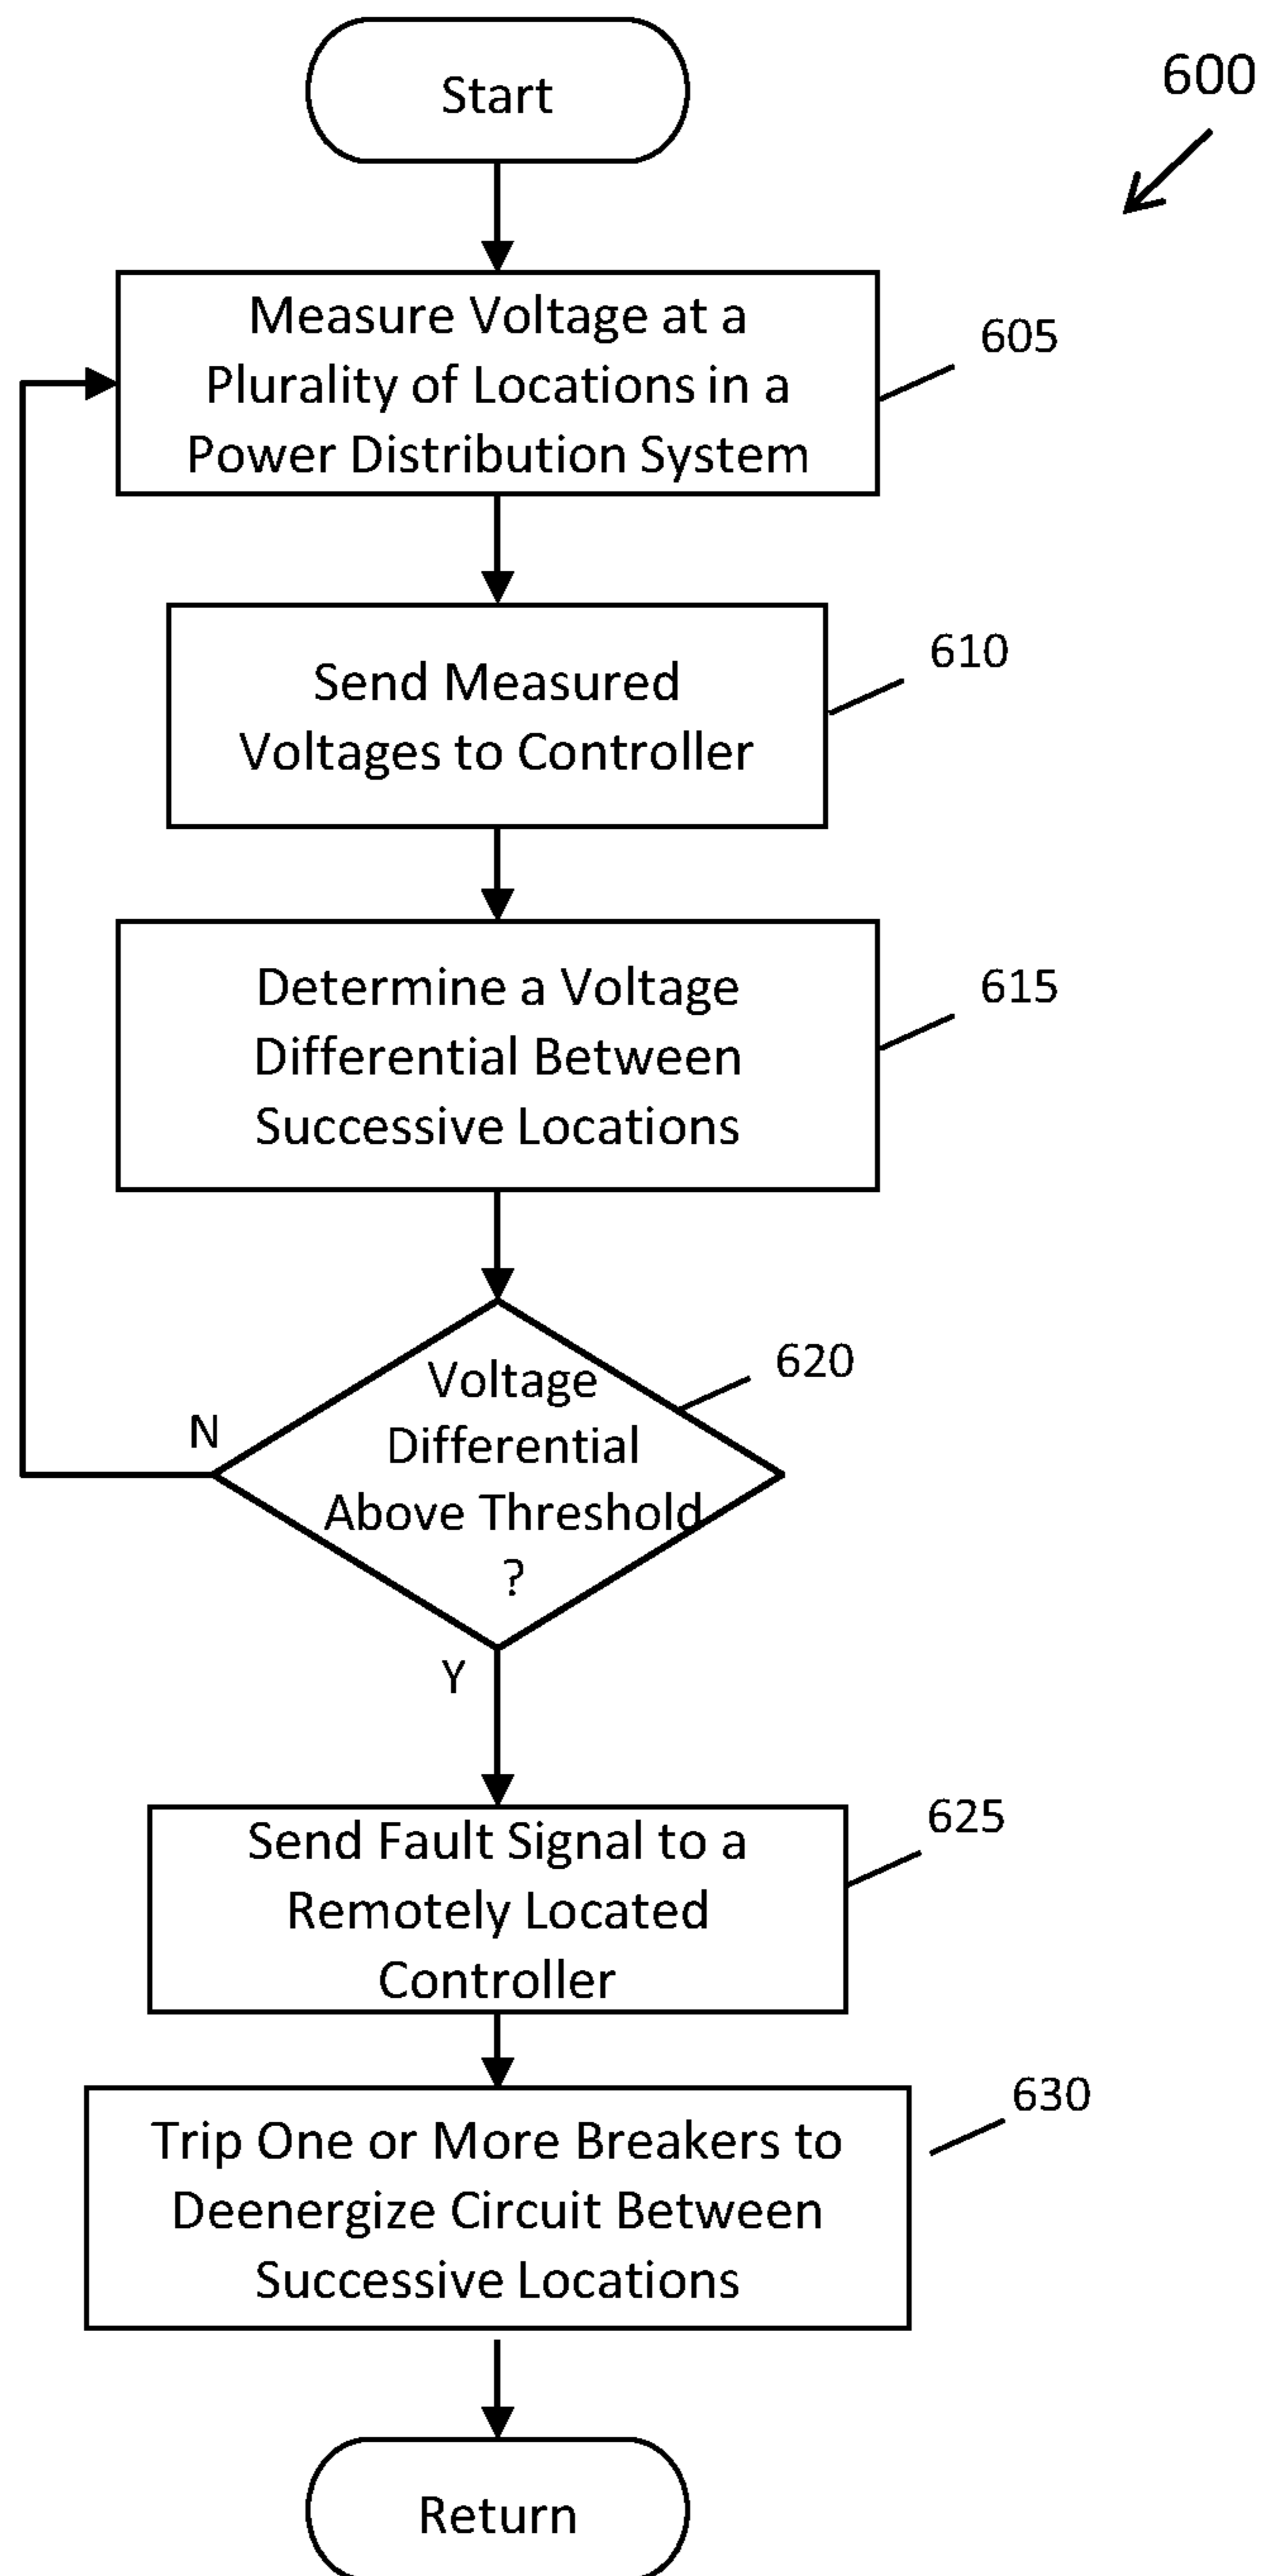 Start
600
Measure Voltage at a
Plurality of Locations in a
Power Distribution System
605
Send Measured
Voltages to Controller
610
Determine a Voltage
Differential Between
Successive Locations
615
Voltage
Differential
Above Threshold
?
620
N
Y
Send Fault Signal to a
Remotely Located
Controller
625
Trip One or More Breakers to
Deenergize Circuit Between
Successive Locations
630
Return